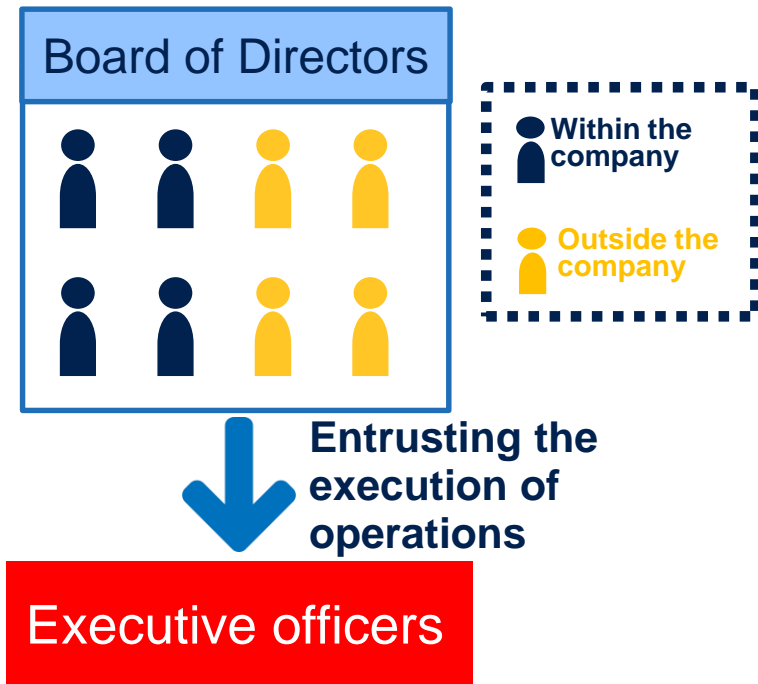 Board of Directors
Within the
company
Outside the
company
Entrusting the
execution of
operations
Executive officers